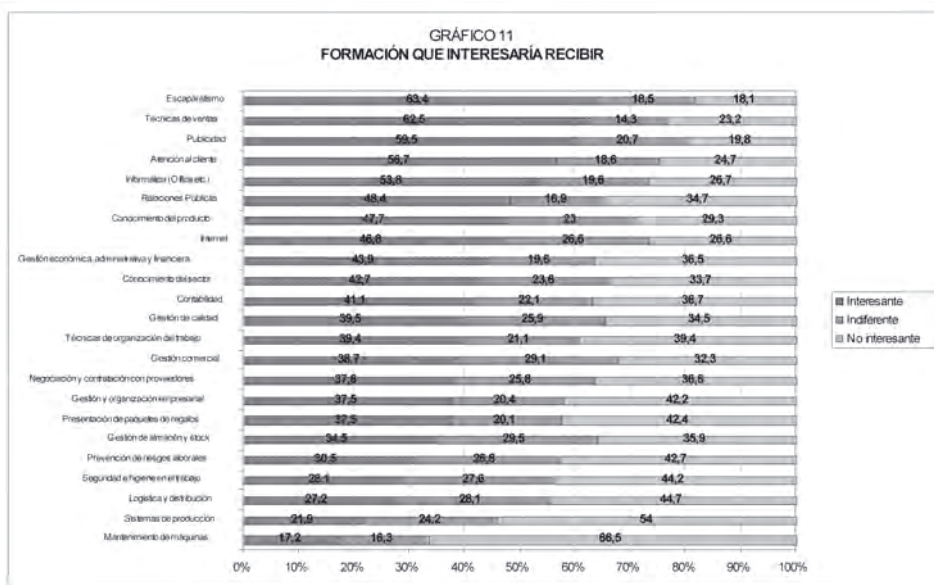 GRÁFICO 11
FORMACIÓN QUE INTERESARÍA RECIBIR
Escaparatismo 63,4 18,5 18,1
Técnicas de ventas 62,5 14,3 23,2
Publicidad 59,5 20,7 19,8
Atención al cliente 56,7 18,6 24,7
Informática (Office etc.) 53,8 19,6 26,7
Relaciones Públicas 48,4 16,9 34,7
Conocimiento del producto 47,7 23 29,3
Internet 46,8 26,6 26,6
Gestión económica, administrativa y financiera 43,9 19,6 36,5
Conocimiento del sector 42,7 23,6 33,7
Contabilidad 41,1 22,1 36,7
Gestión de calidad 39,5 25,9 34,5
Técnicas de organización del trabajo 39,4 21,1 39,4
Gestión comercial 38,7 29,1 32,3
Negociación y contratación con proveedores 37,6 25,8 36,6
Gestión y organización empresarial 37,5 20,4 42,2
Presentación de paquetes de regalos 37,5 20,1 42,4
Gestión de almacén y stock 34,5 29,5 35,9
Prevención de riesgos laborales 30,5 26,8 42,7
Seguridad e higiene en el trabajo 28,1 27,6 44,2
Logística y distribución 27,2 28,1 44,7
Sistemas de producción 21,9 24,2 54
Mantenimiento de máquinas 17,2 16,3 66,5
0% 10% 20% 30% 40% 50% 60% 70% 80% 90% 100%
Interesante
Indiferente
No interesante